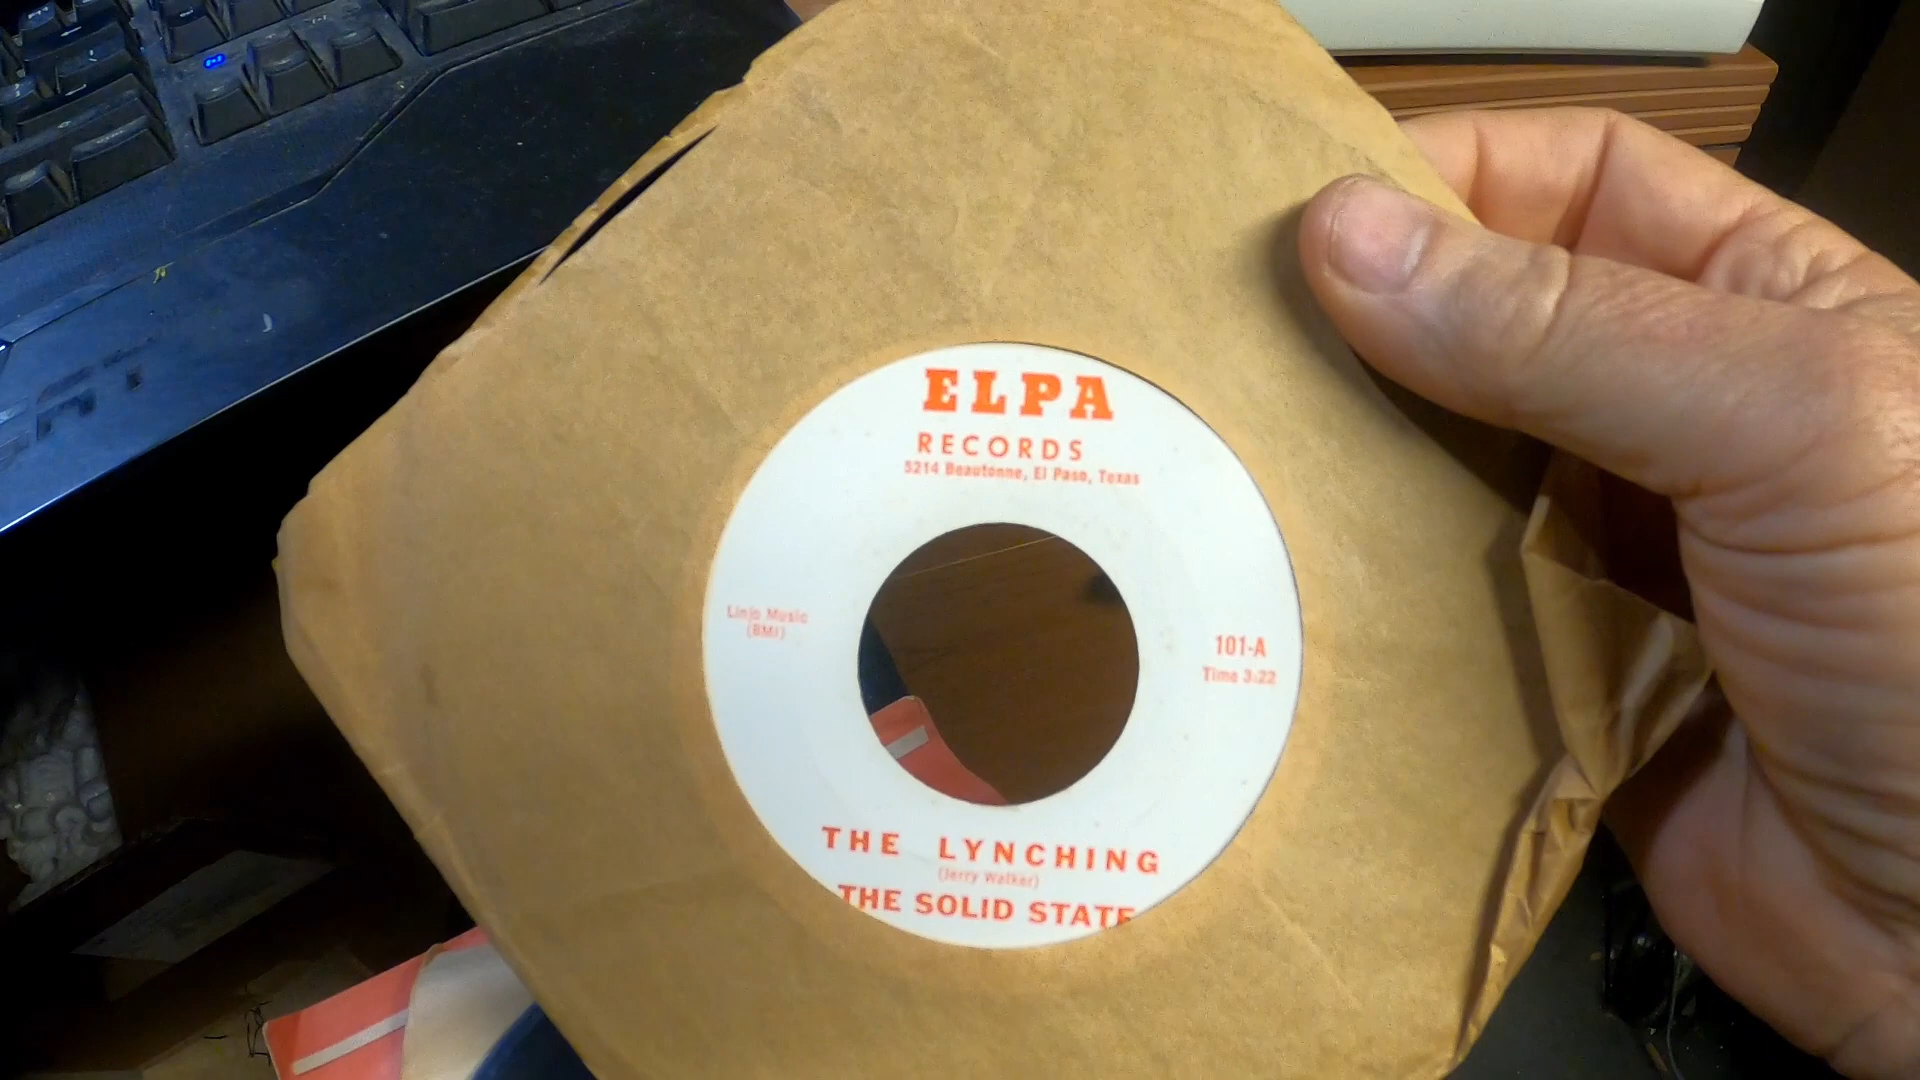 ELPA
RECORDS
5214 Beautonne, El Paso, Texas
Linjo Music
(BMI)
101-A
Time 3:22
THE LYNCHING
(Jerry Walker)
THE SOLID STATE